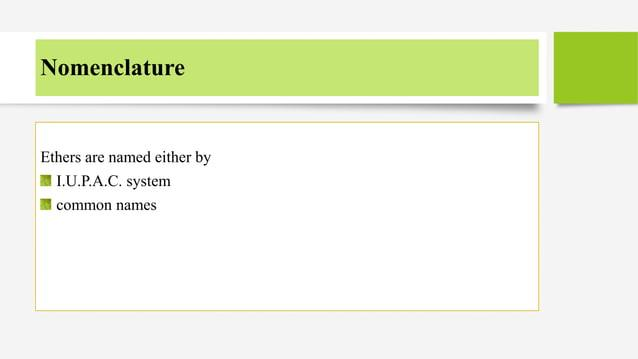 Nomenclature
Ethers are named either by
I.U.P.A.C. system
common names